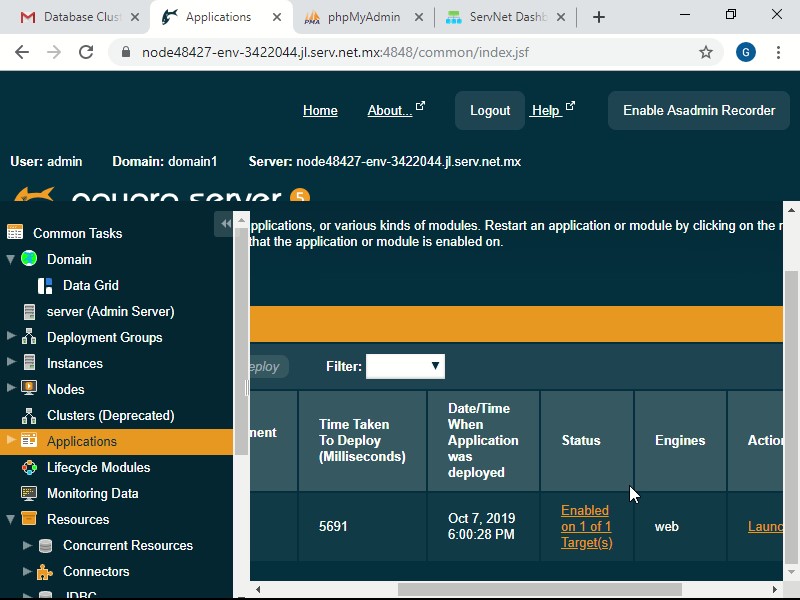 Database Clust
Applications
phpMyAdmin
ServNet Dashb
node48427-env-3422044.jl.serv.net.mx:4848/common/index.jsf
G
Home
About...
Logout
Help
Enable Asadmin Recorder
User: admin
Domain: domain1
Server: node48427-env-3422044.jl.serv.net.mx
payara server 5
Common Tasks
Domain
Data Grid
server (Admin Server)
Deployment Groups
Instances
Nodes
Clusters (Deprecated)
Applications
Lifecycle Modules
Monitoring Data
Resources
Concurrent Resources
Connectors
JDBC
pplications, or various kinds of modules. Restart an application or module by clicking on the r
that the application or module is enabled on.
eploy
Filter:
nent
Time Taken
To Deploy
(Milliseconds)
Date/Time
When
Application
was
deployed
Status
Engines
Action
5691
Oct 7, 2019
6:00:28 PM
Enabled
on 1 of 1
Target(s)
web
Launc